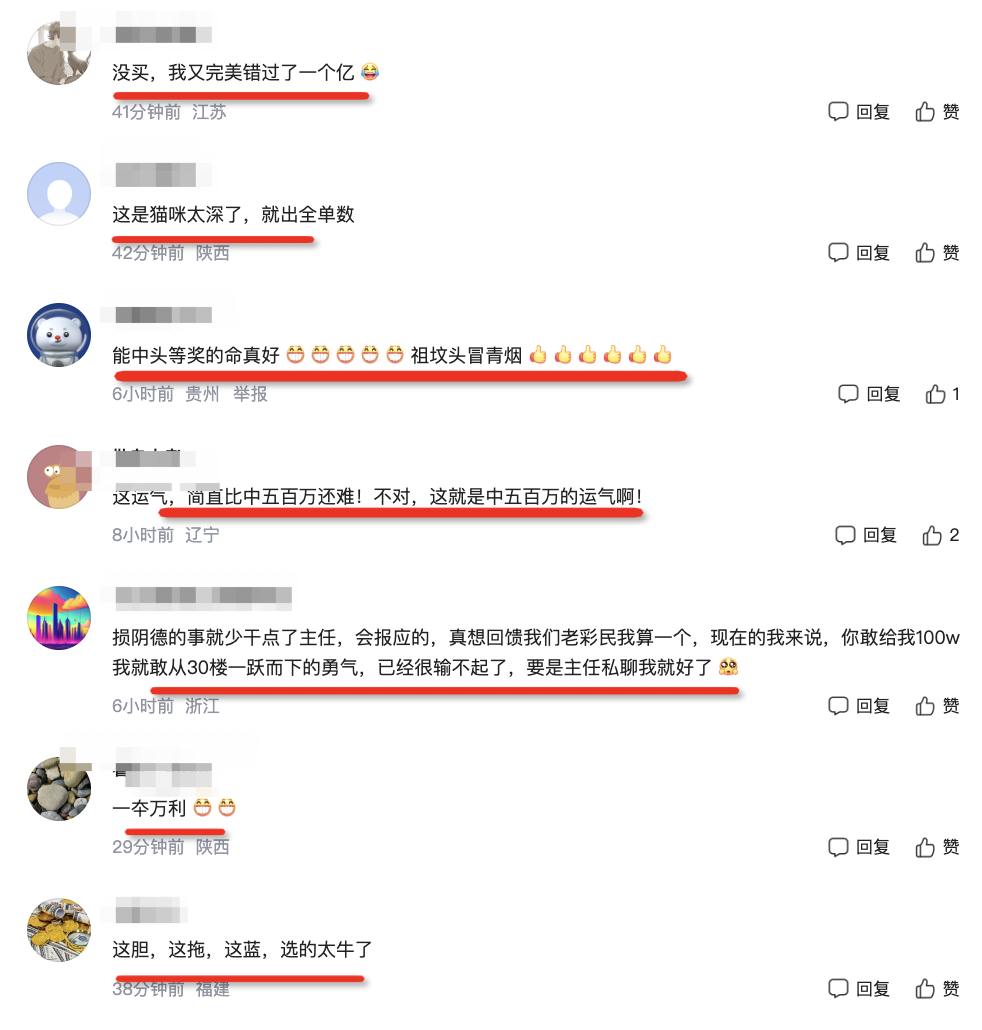 没买，我又完美错过了一个亿😂
41分钟前 江苏
回复 赞
这是猫咪太深了，就出全单数
42分钟前 陕西
回复 赞
能中头等奖的命真好😁😁😁😁😁祖坟头冒青烟👍👍👍👍👍👍
6小时前 贵州 举报
回复 1
这运气，简直比中五百万还难！不对，这就是中五百万的运气啊！
8小时前 辽宁
回复 2
损阴德的事就少干点了主任，会报应的，真想回馈我们老彩民我算一个，现在的我来说，你敢给我100w
我就敢从30楼一跃而下的勇气，已经很输不起了，要是主任私聊我就好了🥺
6小时前 浙江
回复 赞
一夲万利😁😁
29分钟前 陕西
回复 赞
这胆，这拖，这蓝，选的太牛了
38分钟前 福建
回复 赞